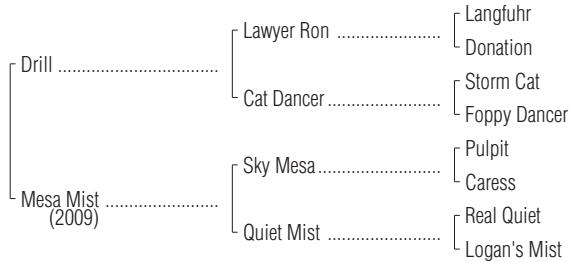 Langfuhr
Lawyer Ron ......................
Donation
Drill ..................................
Storm Cat
Cat Dancer ........................
Foppy Dancer
Pulpit
Sky Mesa ..........................
Caress
Mesa Mist ........................
(2009)
Real Quiet
Quiet Mist ........................
Logan's Mist